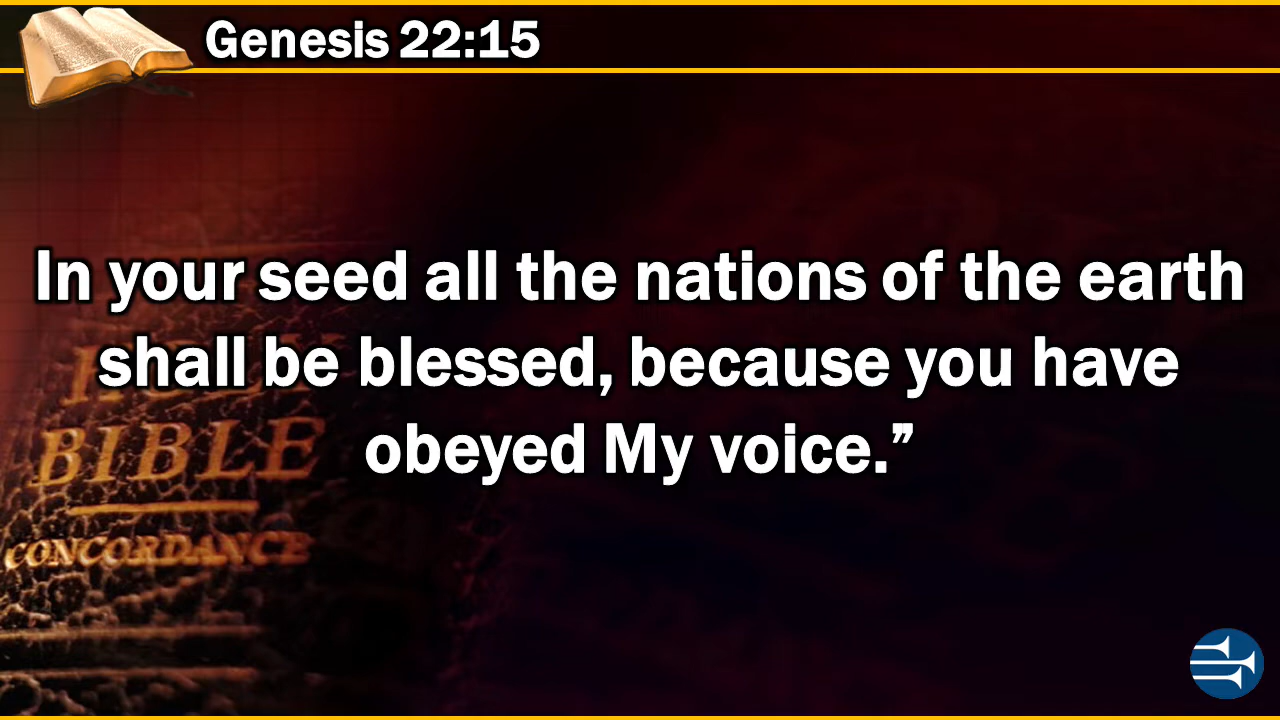 Genesis 22:15
In your seed all the nations of the earth
shall be blessed, because you have
obeyed My voice.”
HOLY
BIBLE
CONCORDANCE